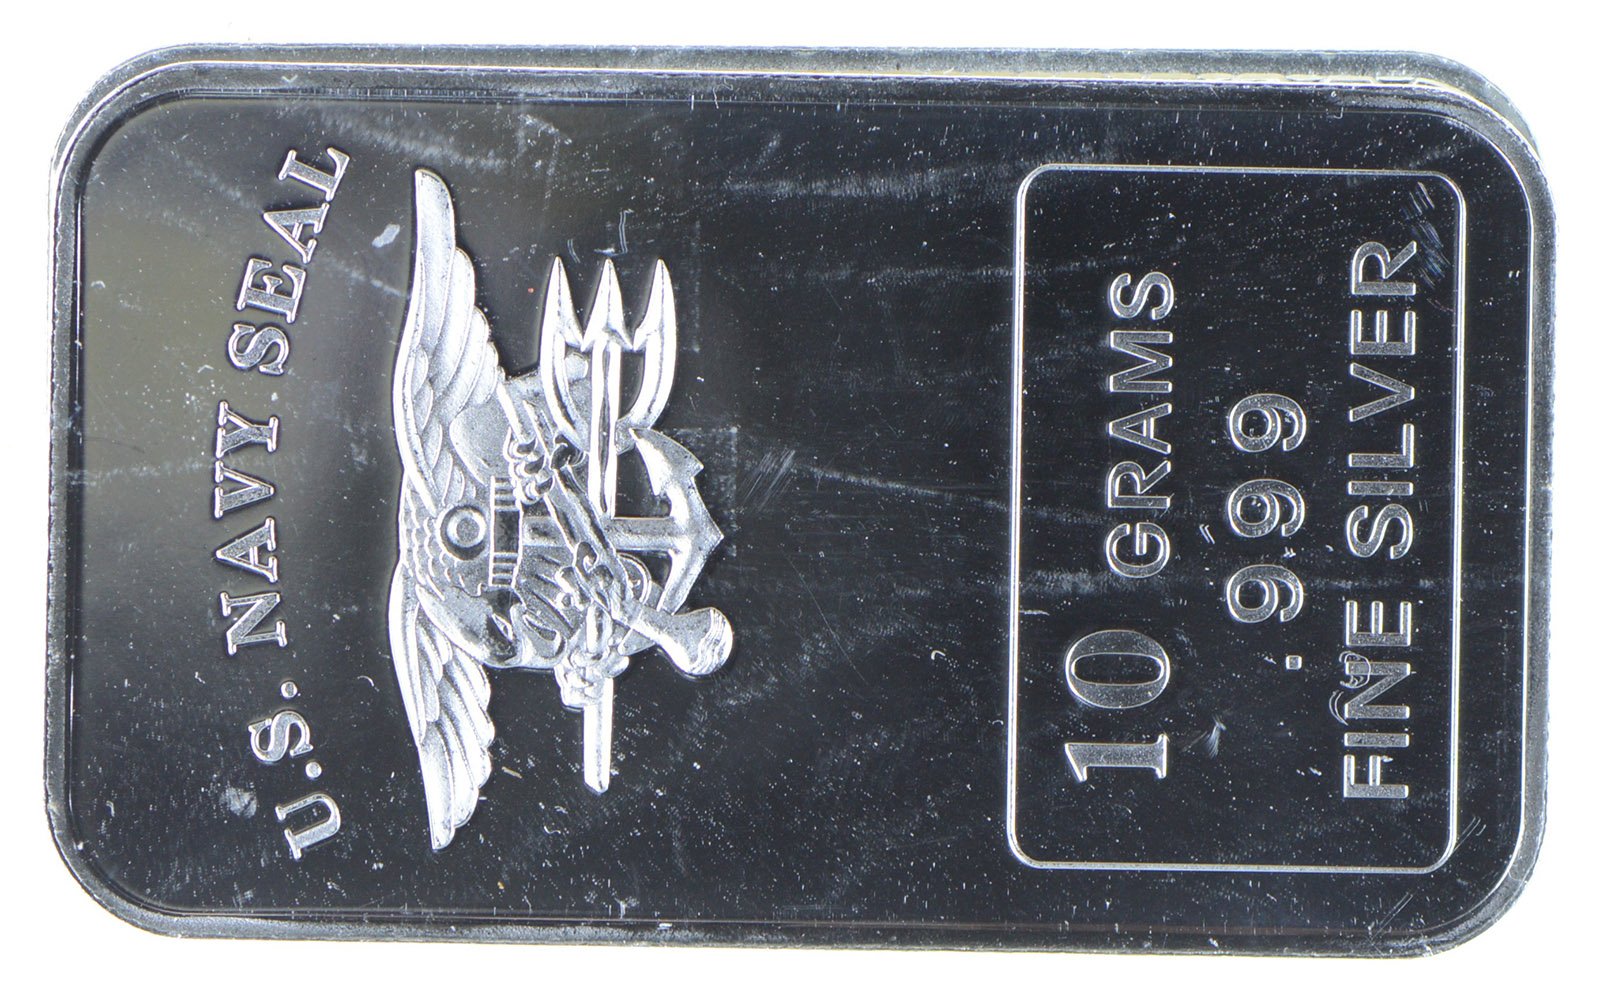 U.S. NAVY SEAL
10 GRAMS
.999
FINE SILVER